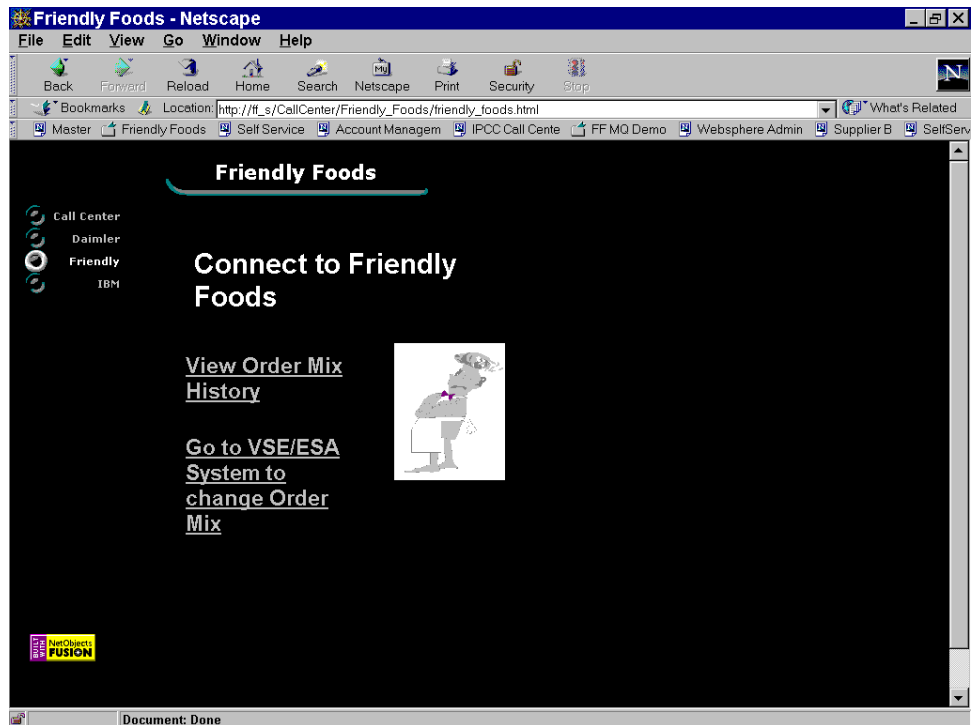 Friendly Foods - Netscape
File Edit View Go Window Help
Back Forward Reload Home Search Netscape Print Security Stop
My
N
Bookmarks Location: http://ff_s/CallCenter/Friendly_Foods/friendly_foods.html What's Related
Master Friendly Foods Self Service Account Managem IPCC Call Cente FF MQ Demo Websphere Admin Supplier B SelfServ
Friendly Foods
Call Center
Daimler
Friendly
IBM
Connect to Friendly
Foods
View Order Mix
History
Go to VSE/ESA
System to
change Order
Mix
BUILT WITH
NetObjects
FUSION
Document: Done